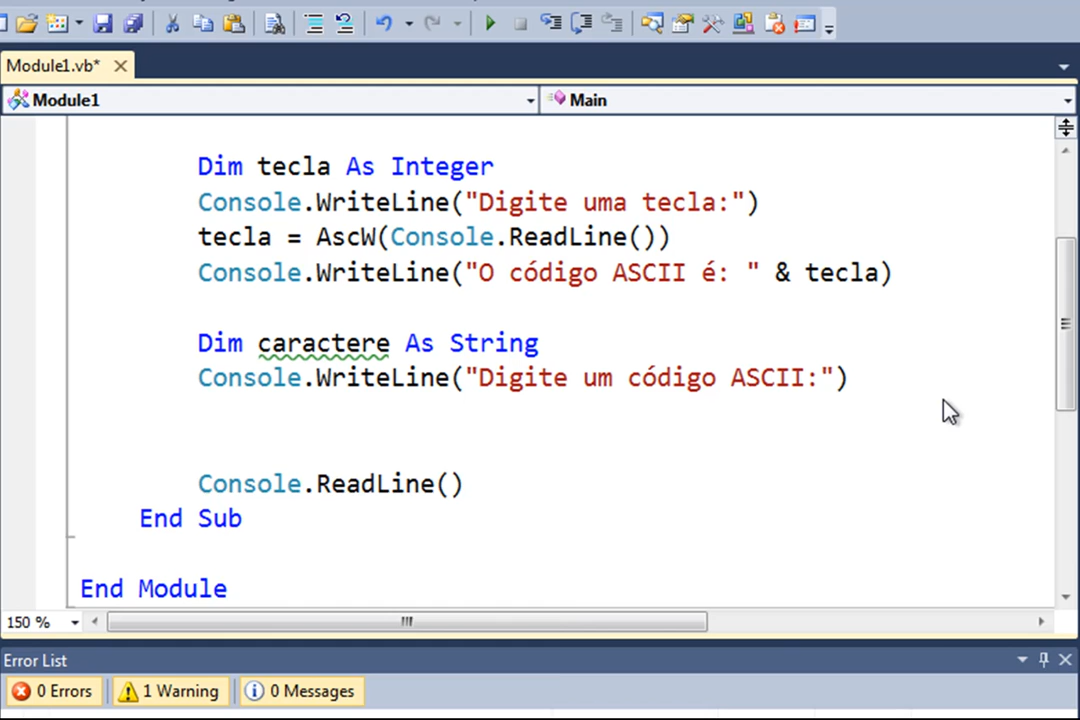 Module1.vb*
Module1
Main
Dim tecla As Integer
Console.WriteLine("Digite uma tecla:")
tecla = AscW(Console.ReadLine())
Console.WriteLine("O código ASCII é: " & tecla)
Dim caractere As String
Console.WriteLine("Digite um código ASCII:")
Console.ReadLine()
End Sub
End Module
150 %
Error List
0 Errors
1 Warning
0 Messages